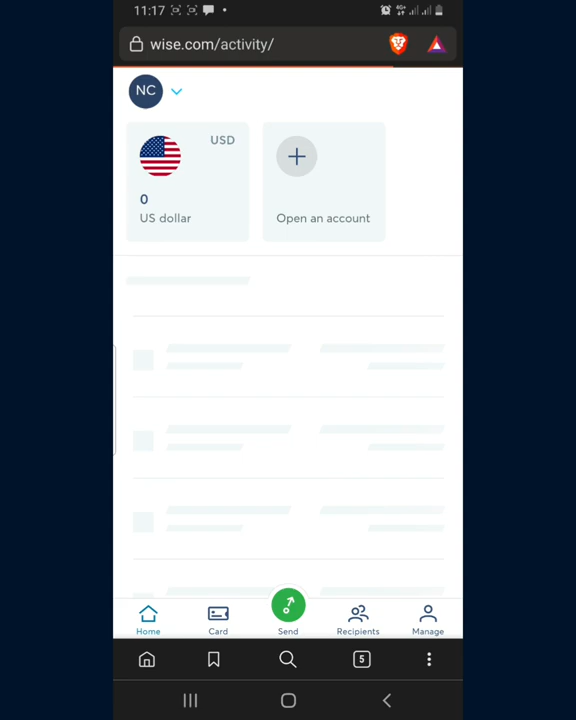 11:17
4G+
wise.com/activity/
NC
USD
0
US dollar
Open an account
Home
Card
Send
Recipients
Manage
5